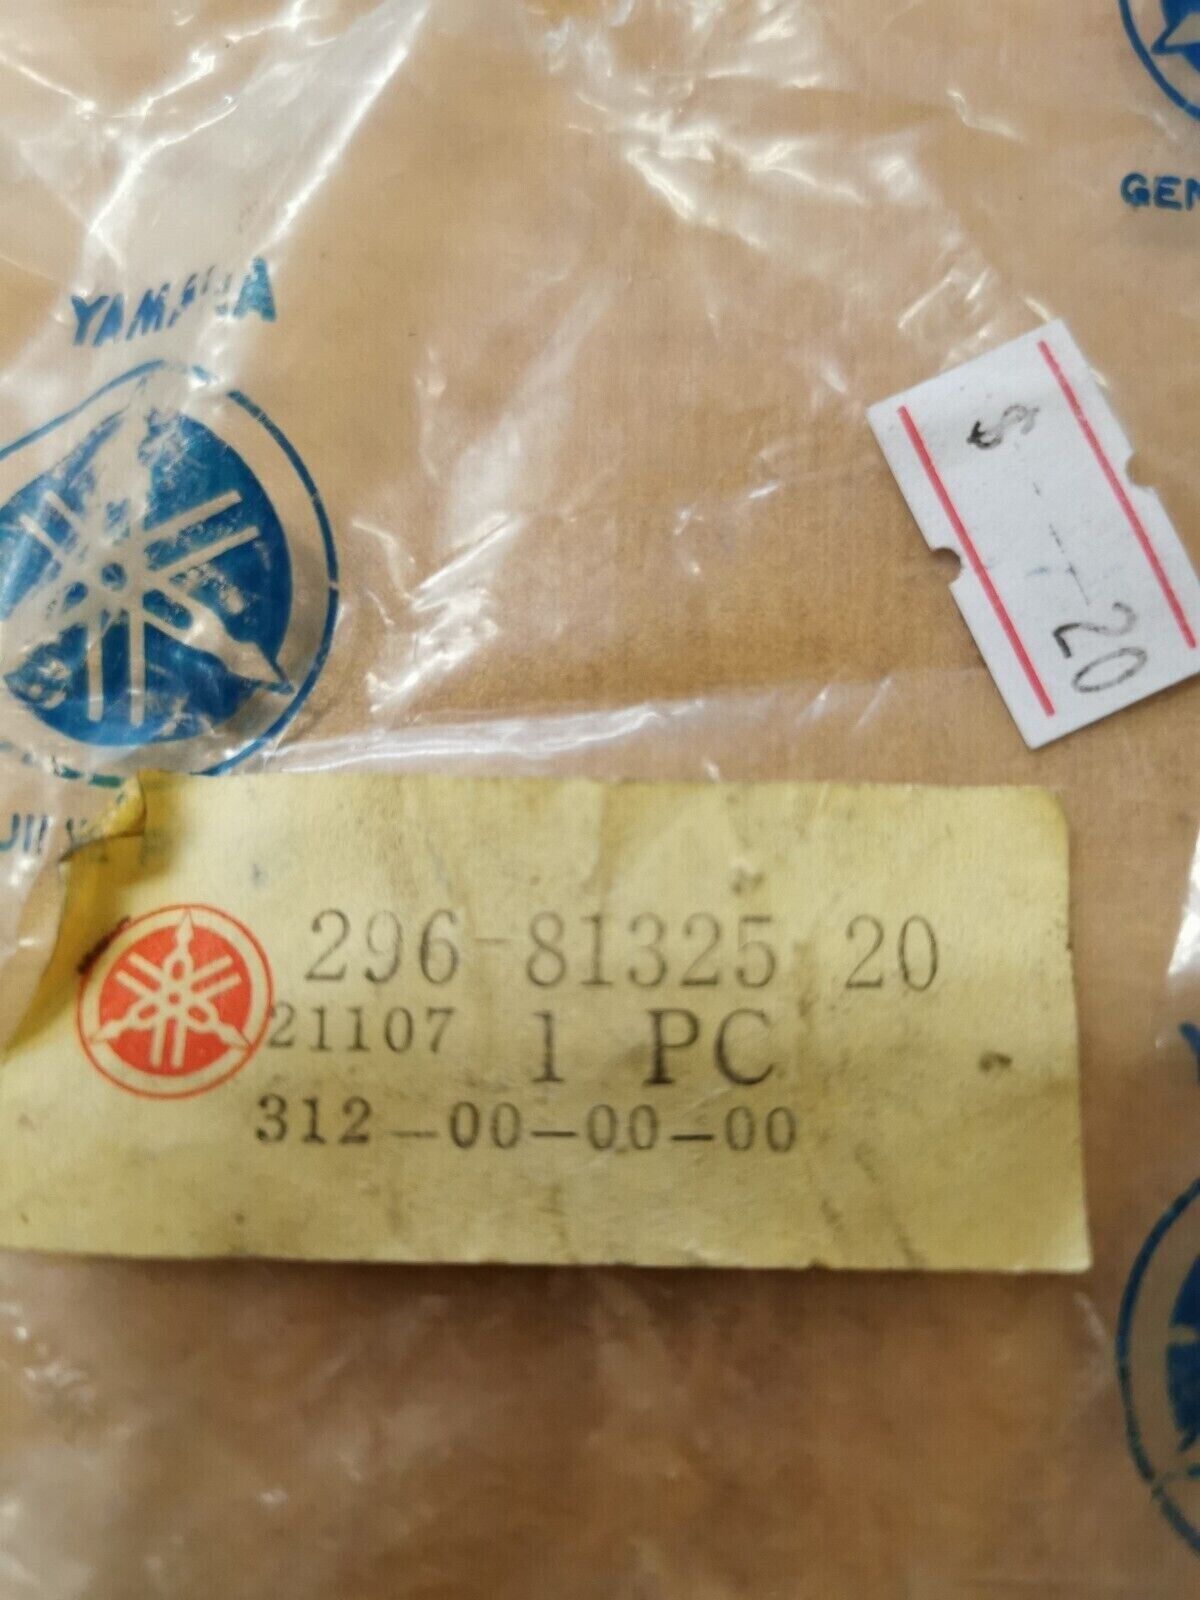 GEN
YAMAHA
$ -- 20
296-81325-20
21107 1 PC
312-00-00-00